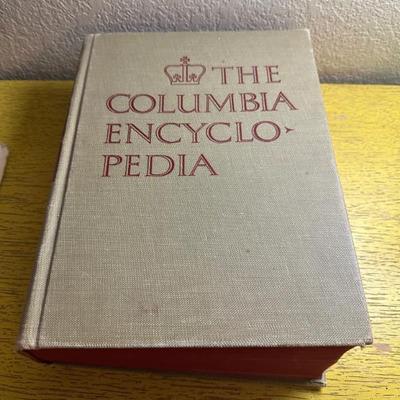 THE
COLUMBIA
ENCYCLO-
PEDIA